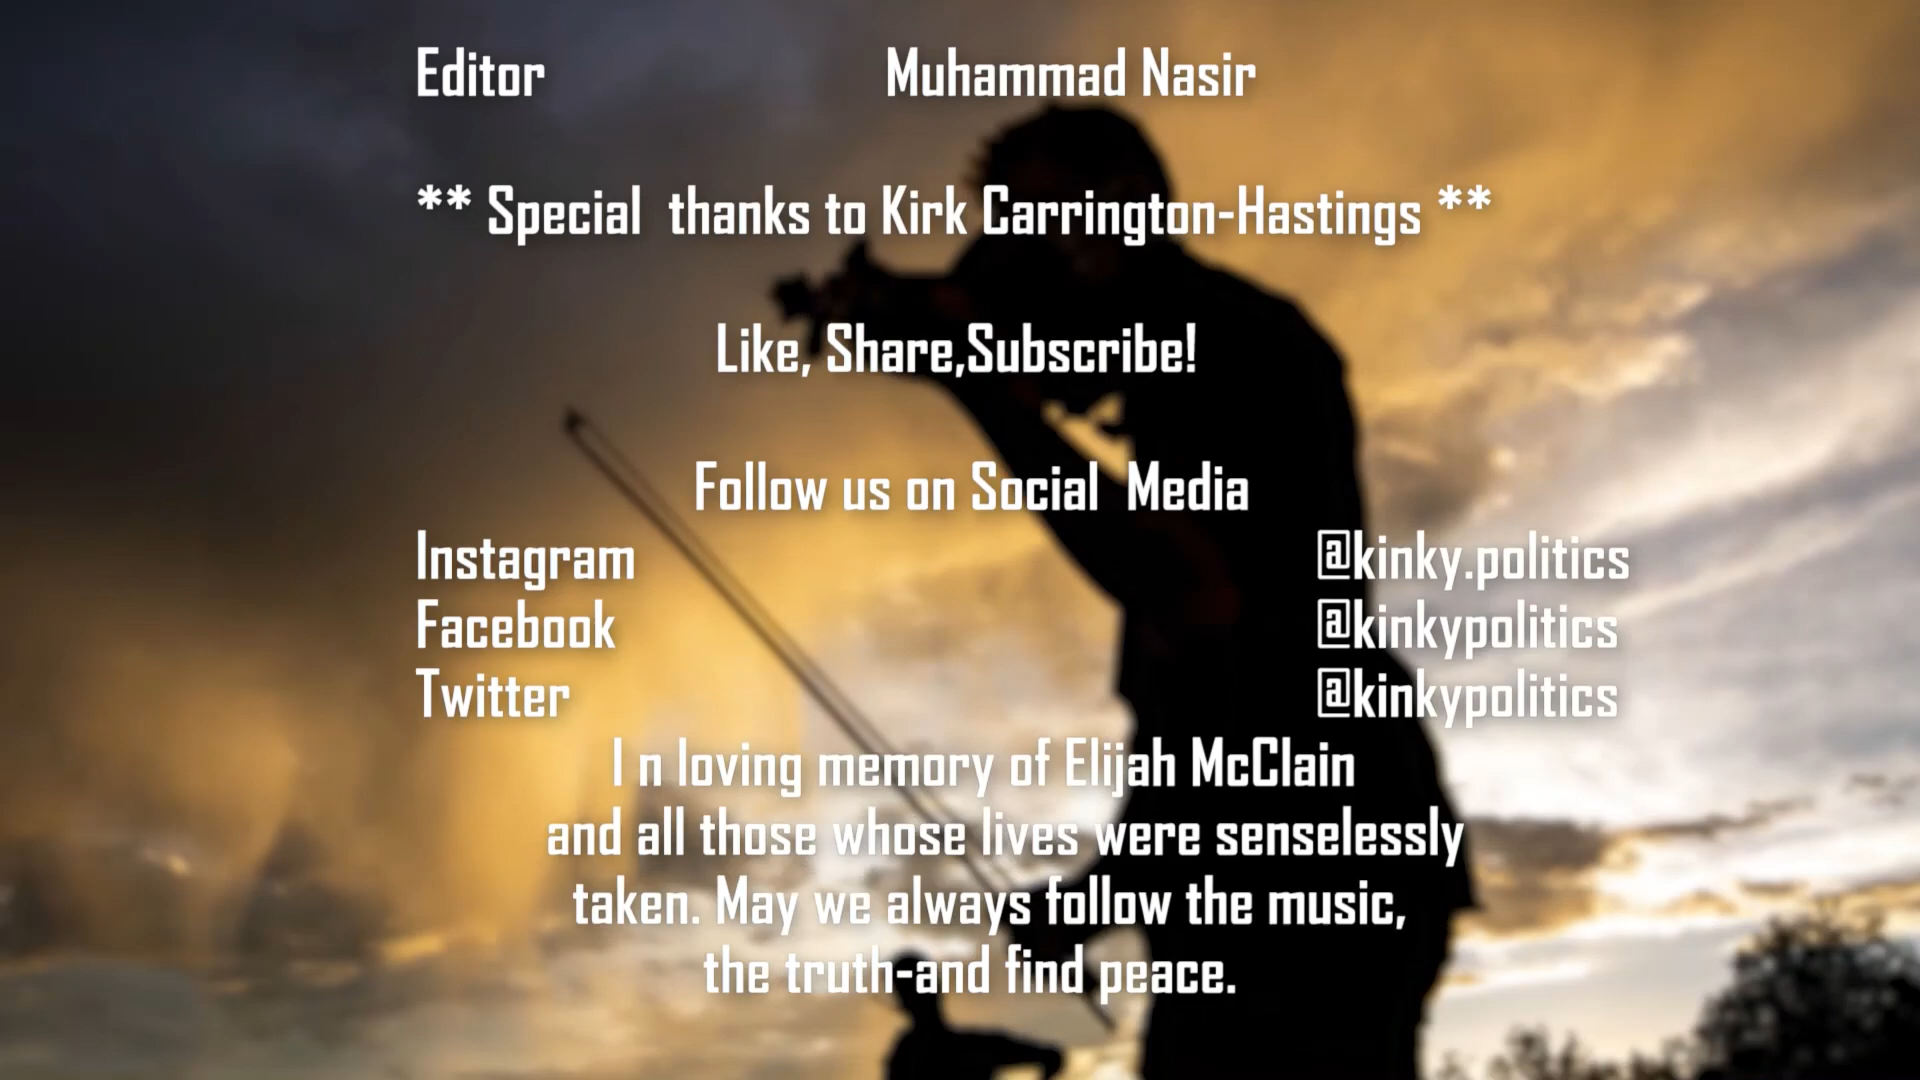 Editor Muhammad Nasir
** Special thanks to Kirk Carrington-Hastings **
Like, Share,Subscribe!
Follow us on Social Media
Instagram @kinky.politics
Facebook @kinkypolitics
Twitter @kinkypolitics
I n loving memory of Elijah McClain
and all those whose lives were senselessly
taken. May we always follow the music,
the truth-and find peace.